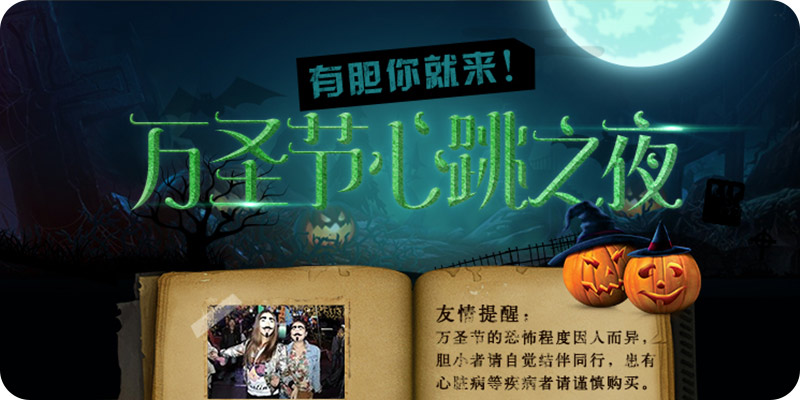 有胆你就来！
万圣节心跳之夜
友情提醒：
万圣节的恐怖程度因人而异，
胆小者请自觉结伴同行，患有
心脏病等疾病者请谨慎购买。